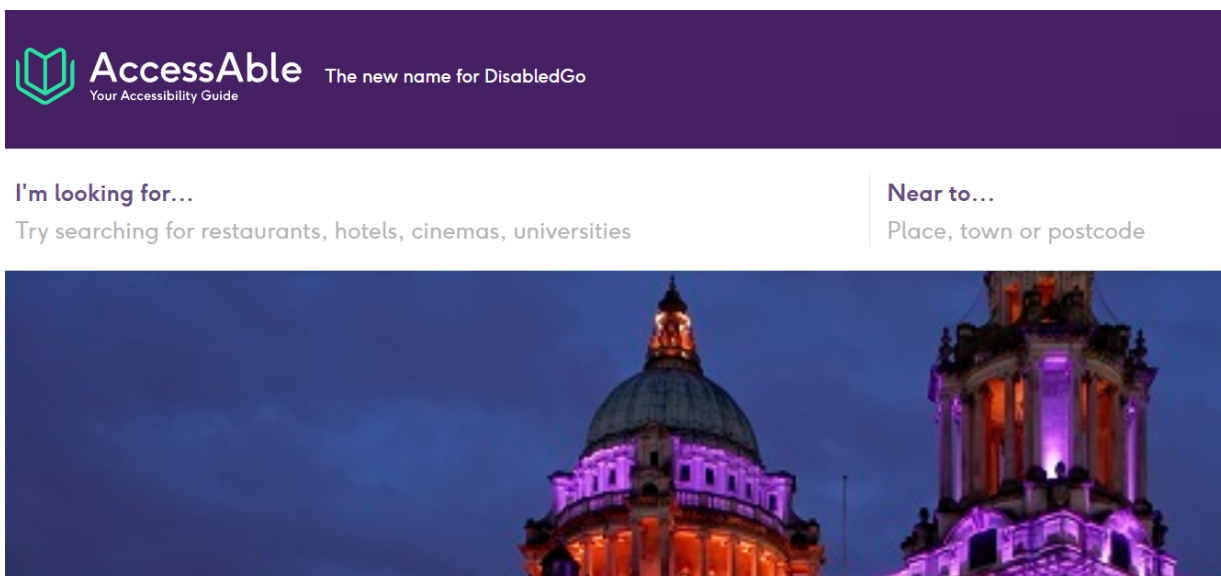 AccessAble
Your Accessibility Guide
The new name for DisabledGo
I'm looking for...
Try searching for restaurants, hotels, cinemas, universities
Near to...
Place, town or postcode